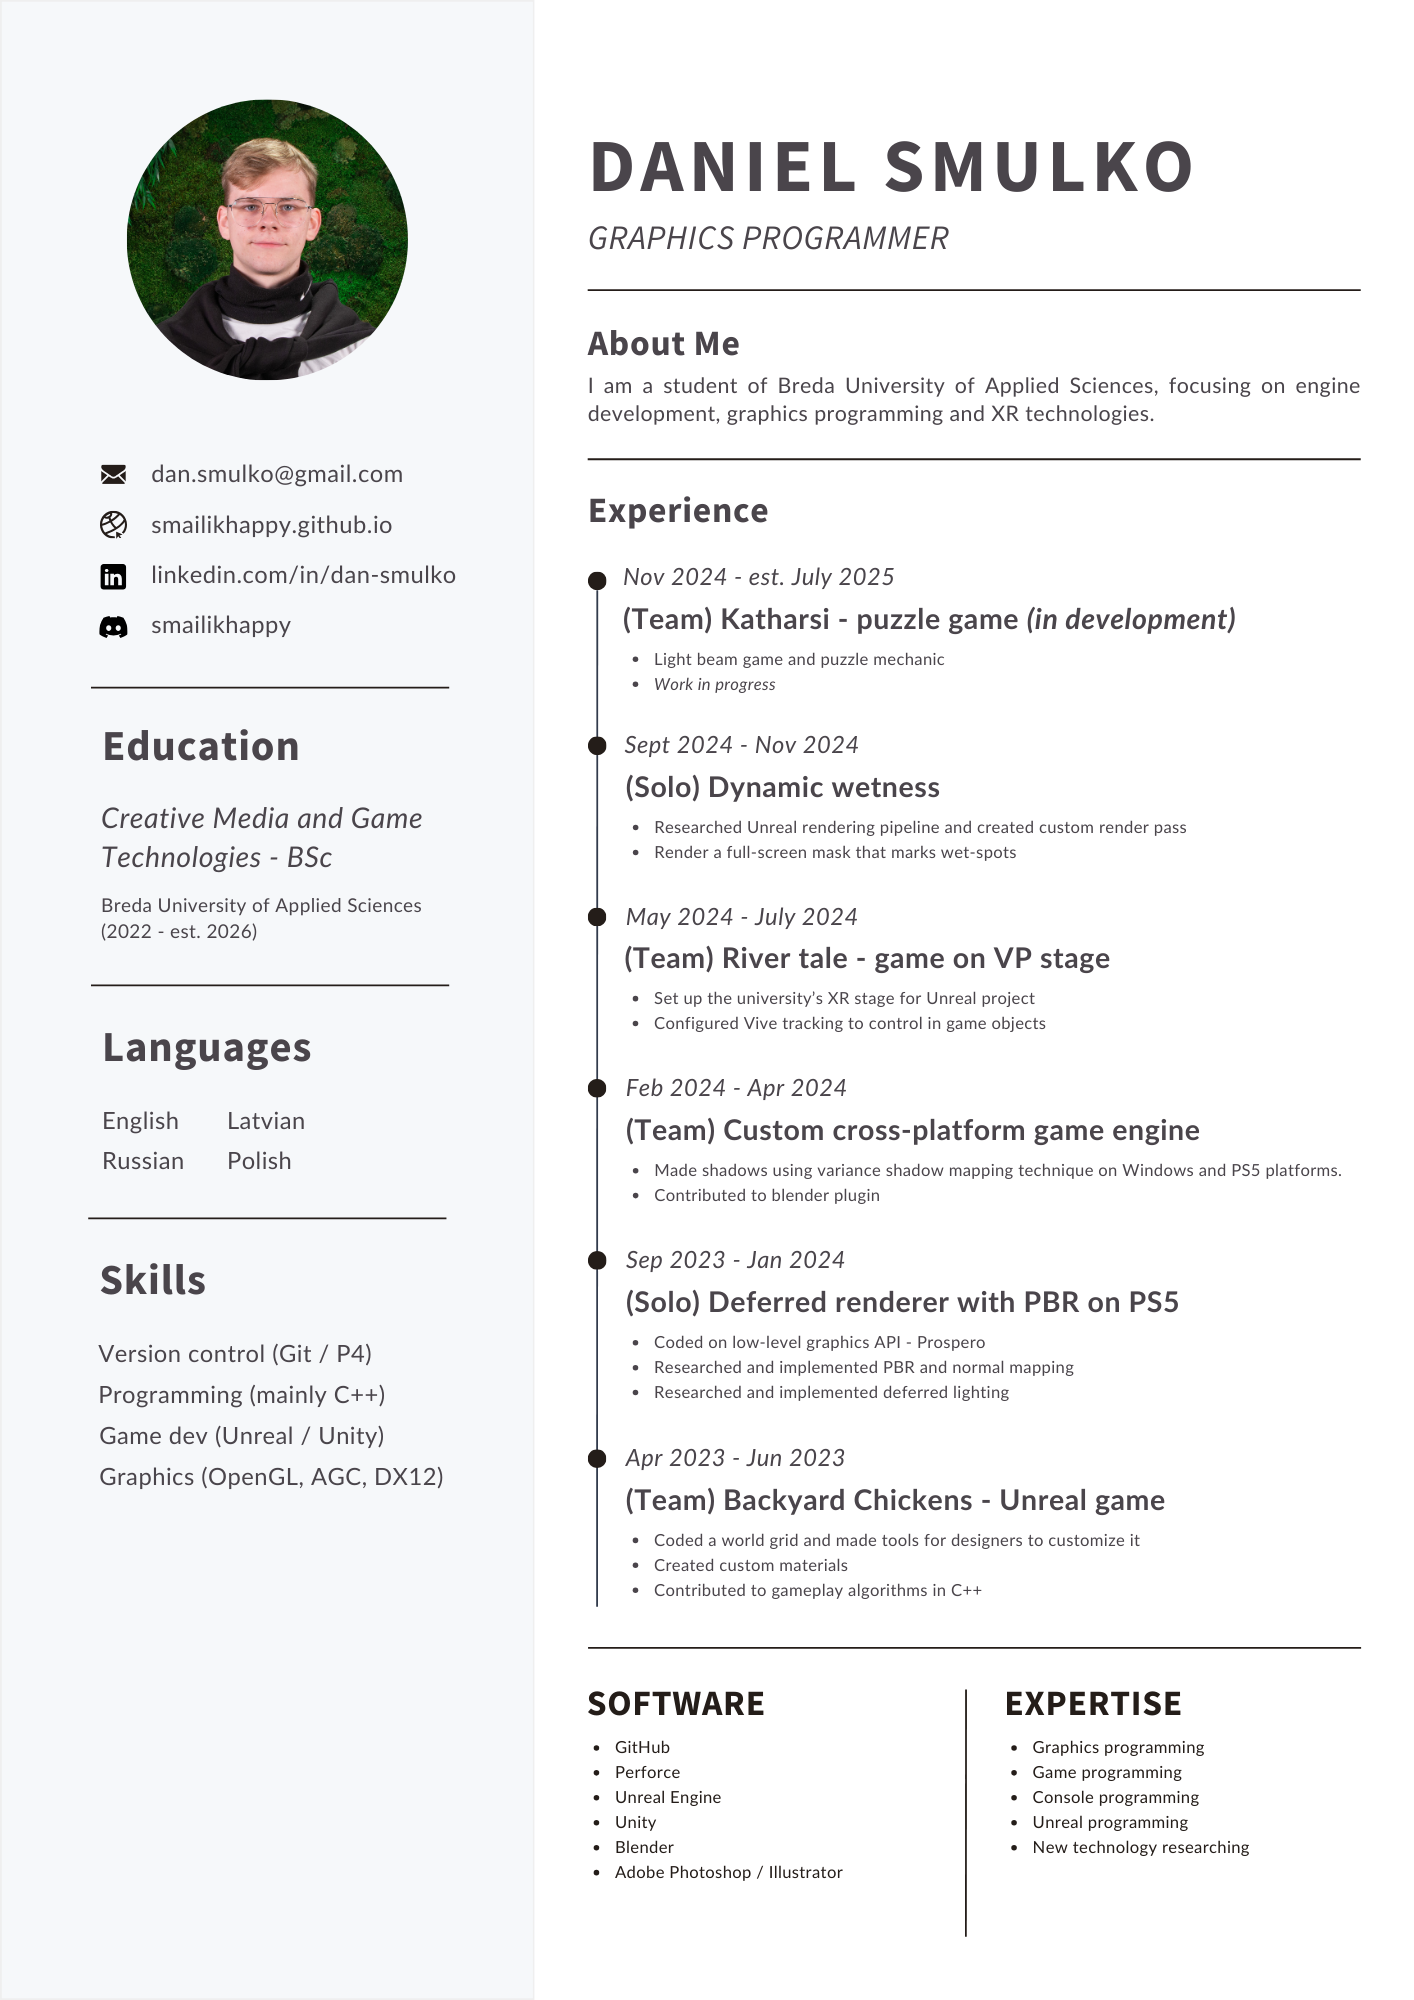 dan.smulko@gmail.com
smailikhappy.github.io
linkedin.com/in/dan-smulko
smailikhappy
Education
Creative Media and Game
Technologies - BSc
Breda University of Applied Sciences
(2022 - est. 2026)
Languages
English Latvian
Russian Polish
Skills
Version control (Git / P4)
Programming (mainly C++)
Game dev (Unreal / Unity)
Graphics (OpenGL, AGC, DX12)
DANIEL SMULKO
GRAPHICS PROGRAMMER
About Me
I am a student of Breda University of Applied Sciences, focusing on engine
development, graphics programming and XR technologies.
Experience
Nov 2024 - est. July 2025
(Team) Katharsi - puzzle game (in development)
• Light beam game and puzzle mechanic
• Work in progress
Sept 2024 - Nov 2024
(Solo) Dynamic wetness
• Researched Unreal rendering pipeline and created custom render pass
• Render a full-screen mask that marks wet-spots
May 2024 - July 2024
(Team) River tale - game on VP stage
• Set up the university’s XR stage for Unreal project
• Configured Vive tracking to control in game objects
Feb 2024 - Apr 2024
(Team) Custom cross-platform game engine
• Made shadows using variance shadow mapping technique on Windows and PS5 platforms.
• Contributed to blender plugin
Sep 2023 - Jan 2024
(Solo) Deferred renderer with PBR on PS5
• Coded on low-level graphics API - Prospero
• Researched and implemented PBR and normal mapping
• Researched and implemented deferred lighting
Apr 2023 - Jun 2023
(Team) Backyard Chickens - Unreal game
• Coded a world grid and made tools for designers to customize it
• Created custom materials
• Contributed to gameplay algorithms in C++
SOFTWARE
• GitHub
• Perforce
• Unreal Engine
• Unity
• Blender
• Adobe Photoshop / Illustrator
EXPERTISE
• Graphics programming
• Game programming
• Console programming
• Unreal programming
• New technology researching